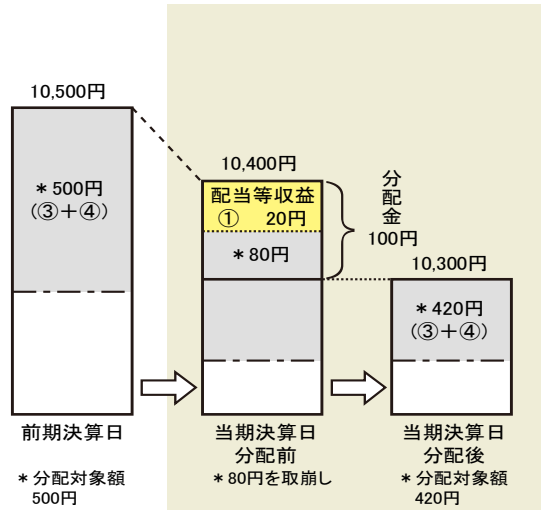 10,500円
*500円
(③+④)
前期決算日
*分配対象額
500円
10,400円
配当等収益
① 20円
*80円
分配金
100円
当期決算日
分配前
*80円を取崩し
10,300円
*420円
(③+④)
当期決算日
分配後
*分配対象額
420円